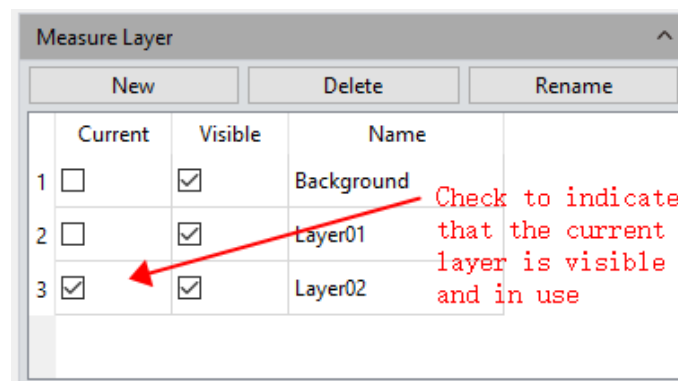 Measure Layer
New Delete Rename
Current Visible Name
1 Background
2 Layer01
3 Layer02
Check to indicate
that the current
layer is visible
and in use